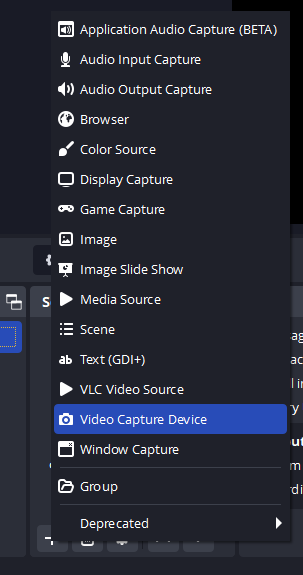 Application Audio Capture (BETA)
Audio Input Capture
Audio Output Capture
Browser
Color Source
Display Capture
Game Capture
Image
Image Slide Show
Media Source
Scene
ab Text (GDI+)
VLC Video Source
Video Capture Device
Window Capture
Group
Deprecated